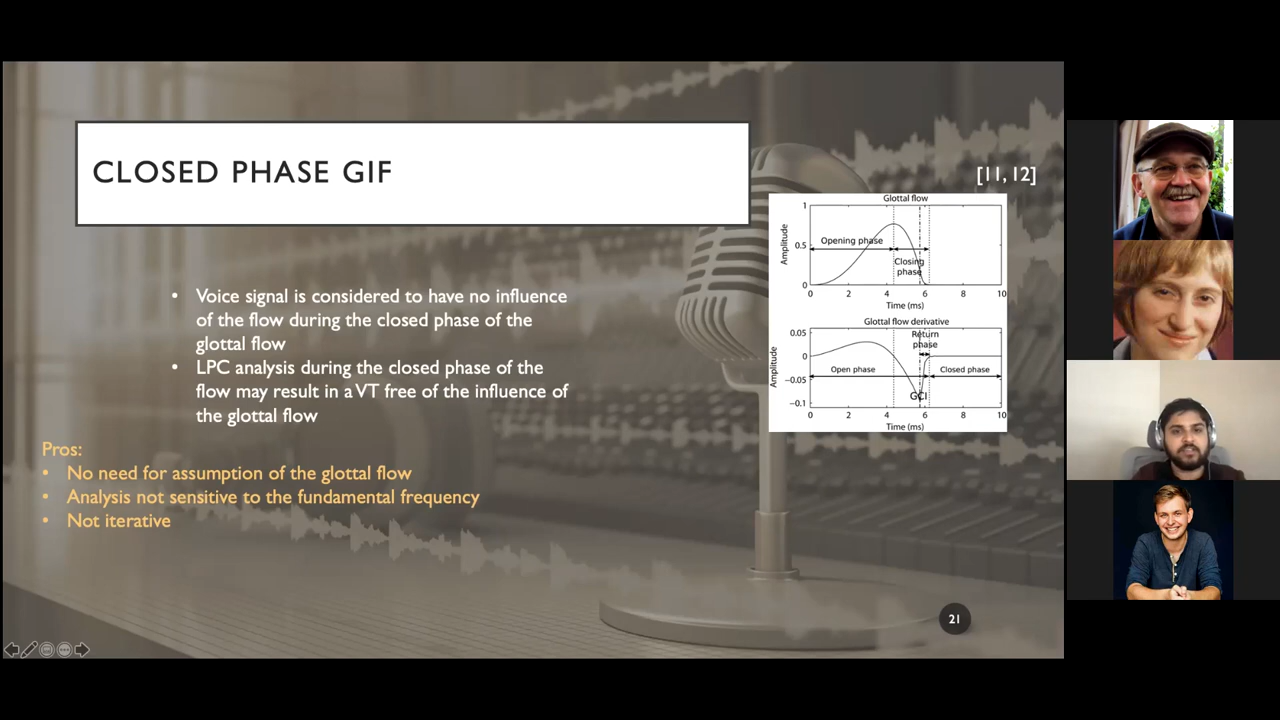 CLOSED PHASE GIF
[11, 12]
• Voice signal is considered to have no influence
of the flow during the closed phase of the
glottal flow
• LPC analysis during the closed phase of the
flow may result in a VT free of the influence of
the glottal flow
Pros:
• No need for assumption of the glottal flow
• Analysis not sensitive to the fundamental frequency
• Not iterative
Glottal flow
1
0.5
0
Amplitude
Opening phase
Closing
phase
0 2 4 6 8 10
Time (ms)
Glottal flow derivative
0.05
0
−0.05
−0.1
Amplitude
Return
phase
Open phase
Closed phase
GCI
0 2 4 6 8 10
Time (ms)
21